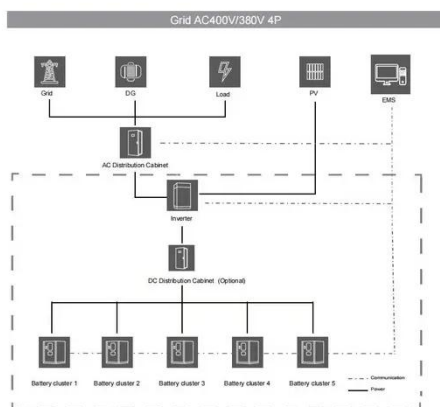 Grid AC400V/380V 4P
Grid
DG
Load
PV
EMS
AC Distribution Cabinet
Inverter
DC Distribution Cabinet (Optional)
Battery cluster 1
Battery cluster 2
Battery cluster 3
Battery cluster 4
Battery cluster 5
Communication
Power